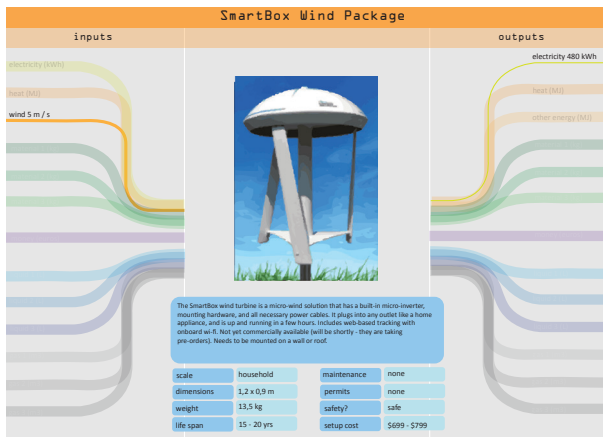 SmartBox Wind Package
inputs
outputs
electricity (kWh)
heat (MJ)
wind 5 m / s
electricity 480 kWh
heat (MJ)
other energy (MJ)
The SmartBox wind turbine is a micro-wind solution that has a built-in micro-inverter,
mounting hardware, and all necessary power cables. It plugs into any outlet like a home
appliance, and is up and running in a few hours. Includes web-based tracking with
onboard wi-fi. Not yet commercially available (will be shortly - they are taking
pre-orders). Needs to be mounted on a wall or roof.
scale household
dimensions 1,2 x 0,9 m
weight 13,5 kg
life span 15 - 20 yrs
maintenance none
permits none
safety? safe
setup cost $699 - $799